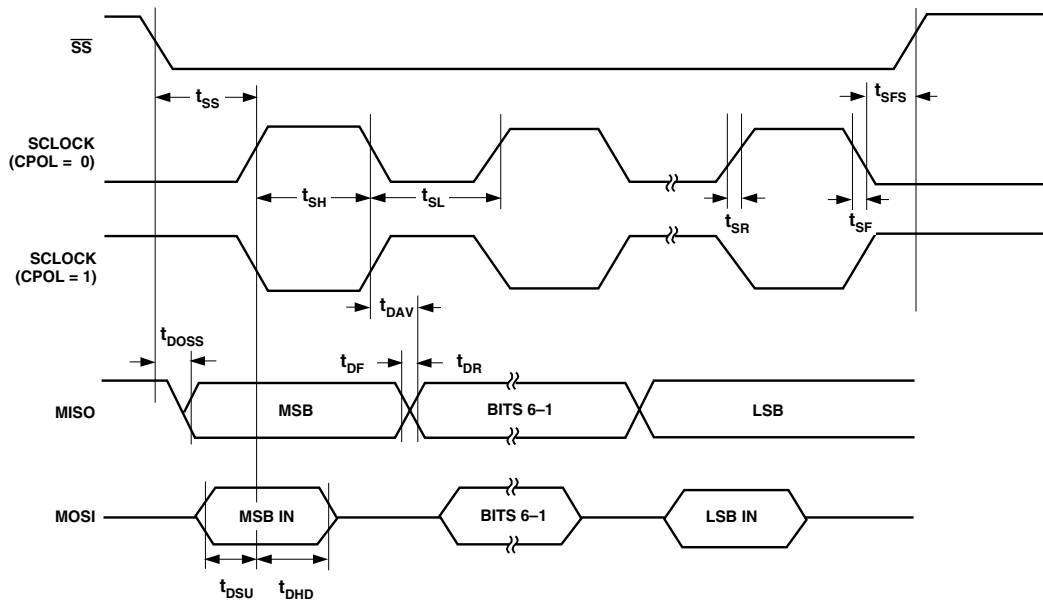 SS
tSS
tSFS
SCLOCK
(CPOL = 0)
tSH
tSL
tSR
tSF
SCLOCK
(CPOL = 1)
tDAV
tDOSS
tDF
tDR
MISO
MSB
BITS 6–1
LSB
MOSI
MSB IN
BITS 6–1
LSB IN
tDSU
tDHD